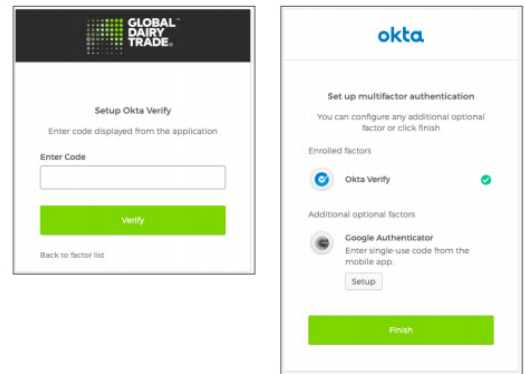 GLOBAL
DAIRY
TRADE
Setup Okta Verify
Enter code displayed from the application
Enter Code
Verify
Back to factor list
okta
Set up multifactor authentication
You can configure any additional optional
factor or click finish
Enrolled factors
Okta Verify
Additional optional factors
Google Authenticator
Enter single-use code from the
mobile app.
Setup
Finish